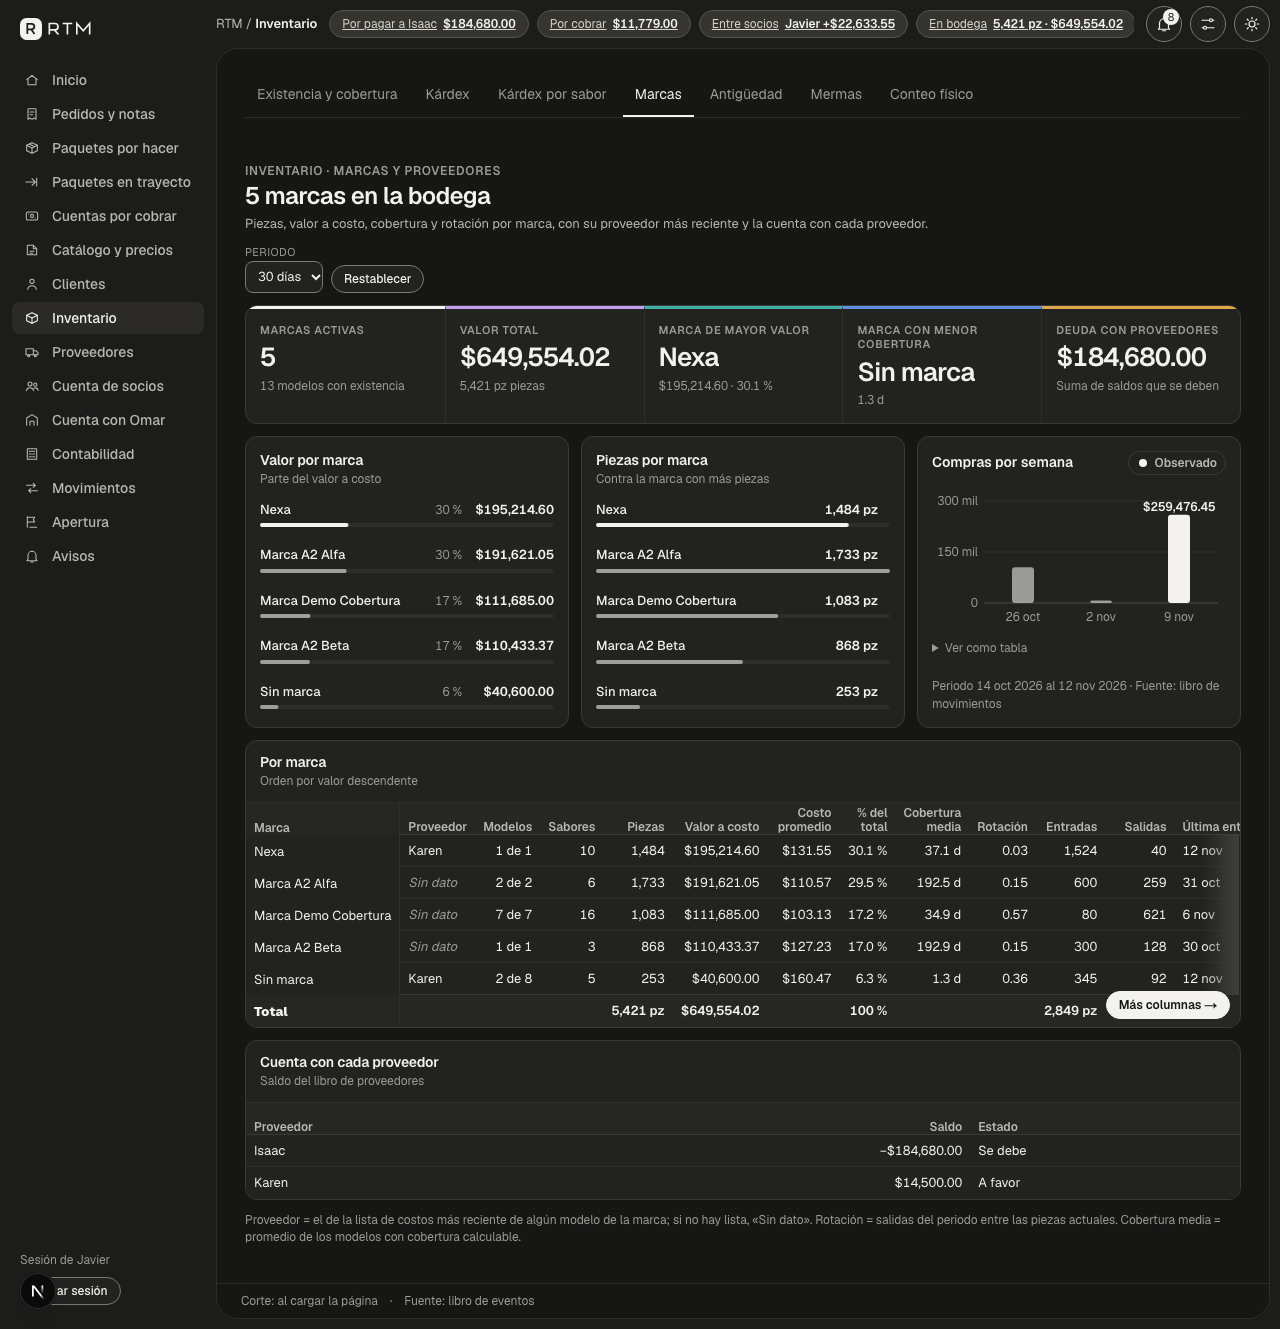 R RTM
RTM / Inventario
Por pagar a Isaac $184,680.00
Por cobrar $11,779.00
Entre socios Javier +$22,633.55
En bodega 5,421 pz · $649,554.02
8
Inicio
Pedidos y notas
Paquetes por hacer
Paquetes en trayecto
Cuentas por cobrar
Catálogo y precios
Clientes
Inventario
Proveedores
Cuenta de socios
Cuenta con Omar
Contabilidad
Movimientos
Apertura
Avisos
Sesión de Javier
N ar sesión
Existencia y cobertura Kárdex Kárdex por sabor Marcas Antigüedad Mermas Conteo físico
INVENTARIO · MARCAS Y PROVEEDORES
5 marcas en la bodega
Piezas, valor a costo, cobertura y rotación por marca, con su proveedor más reciente y la cuenta con cada proveedor.
PERIODO
30 días Restablecer
MARCAS ACTIVAS
5
13 modelos con existencia
VALOR TOTAL
$649,554.02
5,421 pz piezas
MARCA DE MAYOR VALOR
Nexa
$195,214.60 · 30.1 %
MARCA CON MENOR
COBERTURA
Sin marca
1.3 d
DEUDA CON PROVEEDORES
$184,680.00
Suma de saldos que se deben
Valor por marca
Parte del valor a costo
Nexa 30 % $195,214.60
Marca A2 Alfa 30 % $191,621.05
Marca Demo Cobertura 17 % $111,685.00
Marca A2 Beta 17 % $110,433.37
Sin marca 6 % $40,600.00
Piezas por marca
Contra la marca con más piezas
Nexa 1,484 pz
Marca A2 Alfa 1,733 pz
Marca Demo Cobertura 1,083 pz
Marca A2 Beta 868 pz
Sin marca 253 pz
Compras por semana Observado
300 mil
$259,476.45
150 mil
0
26 oct 2 nov 9 nov
Ver como tabla
Periodo 14 oct 2026 al 12 nov 2026 · Fuente: libro de
movimientos
Por marca
Orden por valor descendente
Marca Proveedor Modelos Sabores Piezas Valor a costo Costo promedio % del total Cobertura media Rotación Entradas Salidas Última ent
Nexa Karen 1 de 1 10 1,484 $195,214.60 $131.55 30.1 % 37.1 d 0.03 1,524 40 12 nov
Marca A2 Alfa Sin dato 2 de 2 6 1,733 $191,621.05 $110.57 29.5 % 192.5 d 0.15 600 259 31 oct
Marca Demo Cobertura Sin dato 7 de 7 16 1,083 $111,685.00 $103.13 17.2 % 34.9 d 0.57 80 621 6 nov
Marca A2 Beta Sin dato 1 de 1 3 868 $110,433.37 $127.23 17.0 % 192.9 d 0.15 300 128 30 oct
Sin marca Karen 2 de 8 5 253 $40,600.00 $160.47 6.3 % 1.3 d 0.36 345 92 12 nov
Total 5,421 pz $649,554.02 100 % 2,849 pz
Más columnas →
Cuenta con cada proveedor
Saldo del libro de proveedores
Proveedor Saldo Estado
Isaac −$184,680.00 Se debe
Karen $14,500.00 A favor
Proveedor = el de la lista de costos más reciente de algún modelo de la marca; si no hay lista, «Sin dato». Rotación = salidas del periodo entre las piezas actuales. Cobertura media =
promedio de los modelos con cobertura calculable.
Corte: al cargar la página · Fuente: libro de eventos